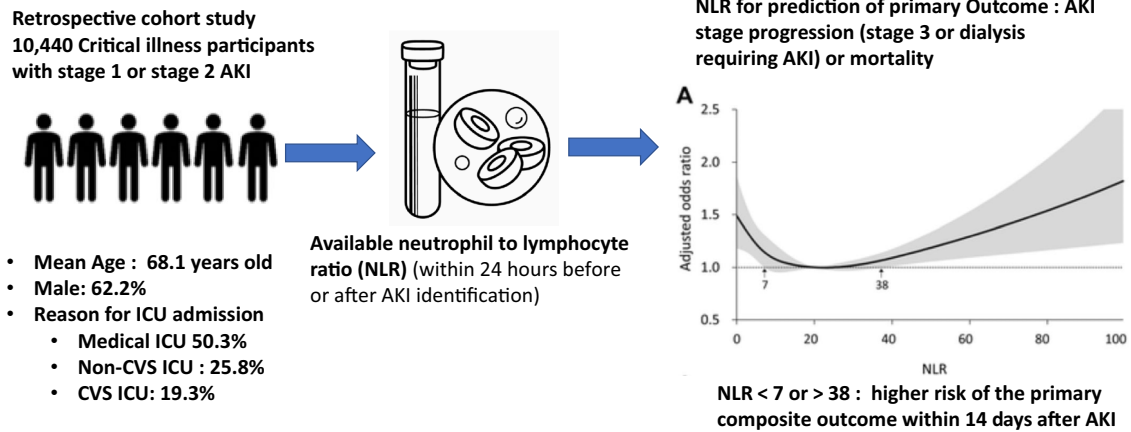 Retrospective cohort study
10,440 Critical illness participants
with stage 1 or stage 2 AKI
• Mean Age : 68.1 years old
• Male: 62.2%
• Reason for ICU admission
• Medical ICU 50.3%
• Non-CVS ICU : 25.8%
• CVS ICU: 19.3%
Available neutrophil to lymphocyte
ratio (NLR) (within 24 hours before
or after AKI identification)
NLR for prediction of primary Outcome : AKI
stage progression (stage 3 or dialysis
requiring AKI) or mortality
A
Adjusted odds ratio
2.5
2.0
1.5
1.0
0.5
7
38
0 20 40 60 80 100
NLR
NLR < 7 or > 38 : higher risk of the primary
composite outcome within 14 days after AKI